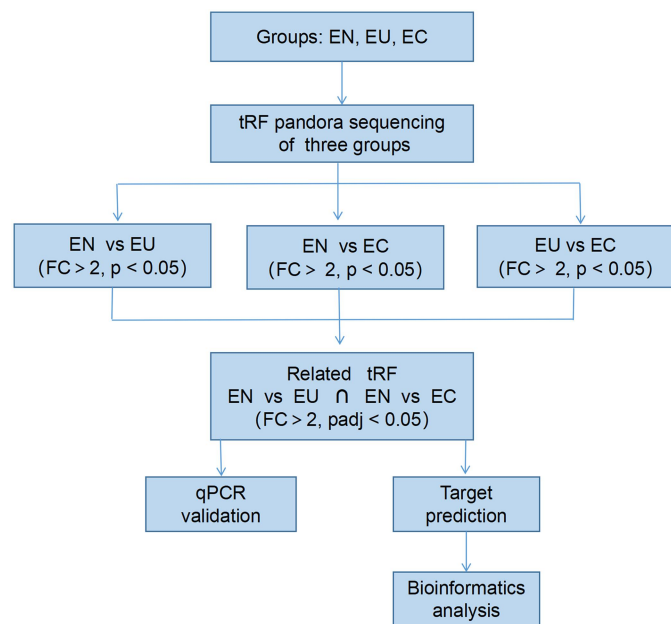 Groups: EN, EU, EC
tRF pandora sequencing
of three groups
EN vs EU
(FC > 2, p < 0.05)
EN vs EC
(FC > 2, p < 0.05)
EU vs EC
(FC > 2, p < 0.05)
Related tRF
EN vs EU ∩ EN vs EC
(FC > 2, padj < 0.05)
qPCR
validation
Target
prediction
Bioinformatics
analysis